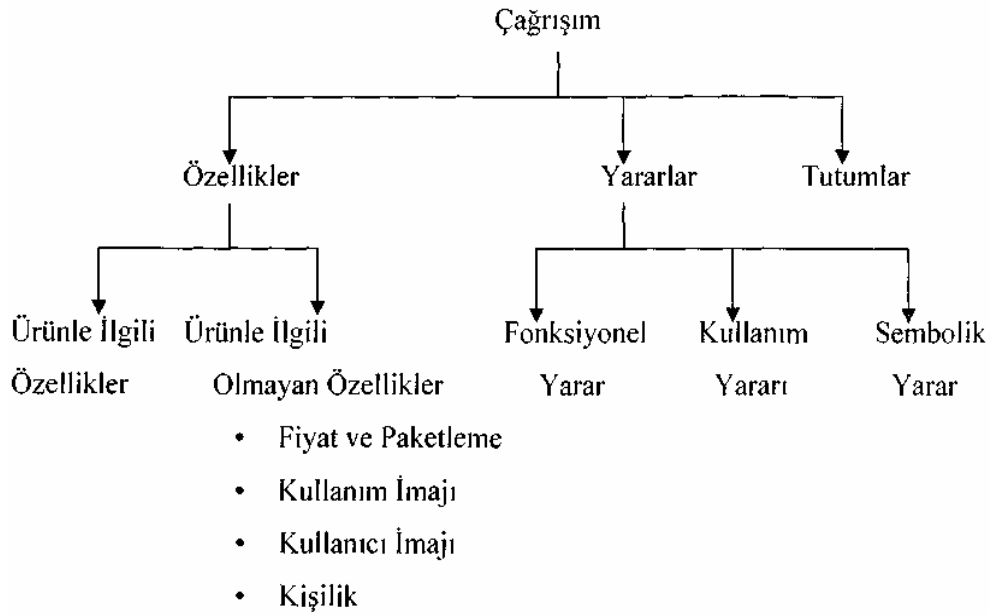 Çağrışım
Özellikler Yararlar Tutumlar
Ürünle İlgili Ürünle İlgili Fonksiyonel Kullanım Sembolik
Özellikler Olmayan Özellikler Yarar Yararı Yarar
• Fiyat ve Paketleme
• Kullanım İmajı
• Kullanıcı İmajı
• Kişilik